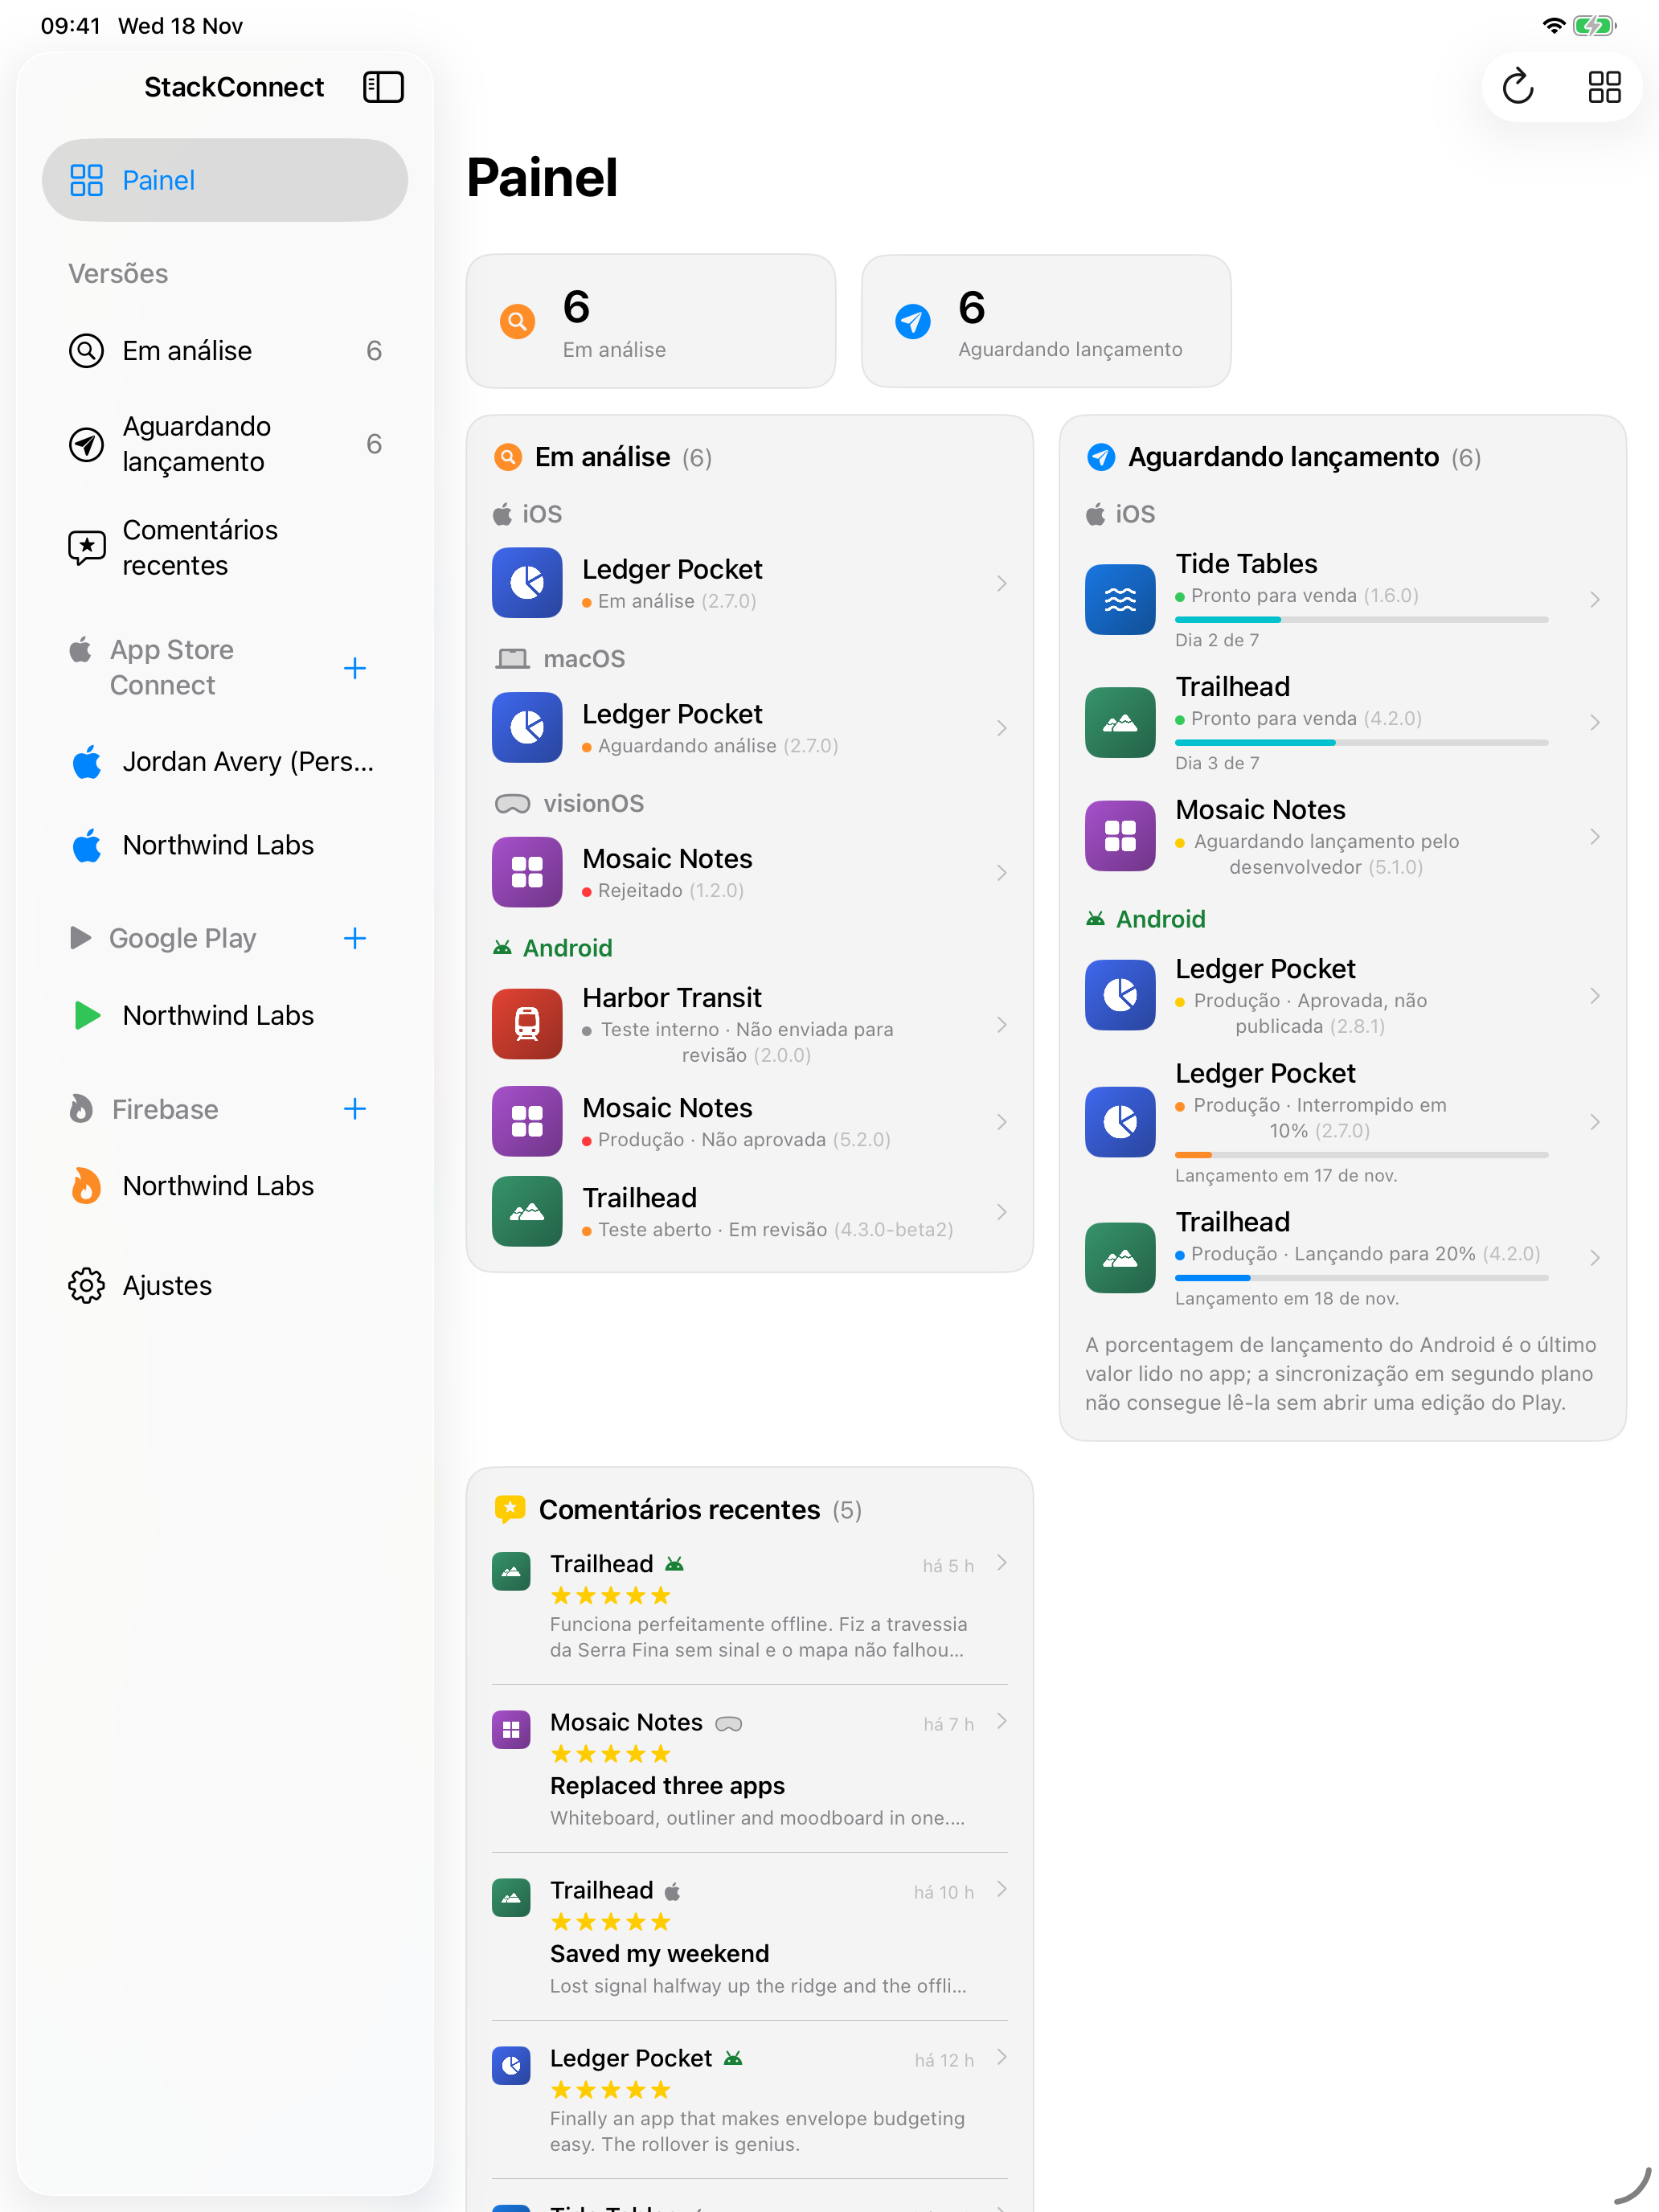 09:41 Wed 18 Nov
StackConnect
Painel
Versões
Em análise 6
Aguardando
lançamento 6
Comentários
recentes
App Store
Connect
Jordan Avery (Pers...
Northwind Labs
Google Play
Northwind Labs
Firebase
Northwind Labs
Ajustes
Painel
6
Em análise
6
Aguardando lançamento
Em análise (6)
iOS
Ledger Pocket
Em análise (2.7.0)
macOS
Ledger Pocket
Aguardando análise (2.7.0)
visionOS
Mosaic Notes
Rejeitado (1.2.0)
Android
Harbor Transit
Teste interno · Não enviada para
revisão (2.0.0)
Mosaic Notes
Produção · Não aprovada (5.2.0)
Trailhead
Teste aberto · Em revisão (4.3.0-beta2)
Aguardando lançamento (6)
iOS
Tide Tables
Pronto para venda (1.6.0)
Dia 2 de 7
Trailhead
Pronto para venda (4.2.0)
Dia 3 de 7
Mosaic Notes
Aguardando lançamento pelo
desenvolvedor (5.1.0)
Android
Ledger Pocket
Produção · Aprovada, não
publicada (2.8.1)
Ledger Pocket
Produção · Interrompido em
10% (2.7.0)
Lançamento em 17 de nov.
Trailhead
Produção · Lançando para 20% (4.2.0)
Lançamento em 18 de nov.
A porcentagem de lançamento do Android é o último
valor lido no app; a sincronização em segundo plano
não consegue lê-la sem abrir uma edição do Play.
Comentários recentes (5)
Trailhead há 5 h
Funciona perfeitamente offline. Fiz a travessia
da Serra Fina sem sinal e o mapa não falhou...
Mosaic Notes há 7 h
Replaced three apps
Whiteboard, outliner and moodboard in one....
Trailhead há 10 h
Saved my weekend
Lost signal halfway up the ridge and the offli...
Ledger Pocket há 12 h
Finally an app that makes envelope budgeting
easy. The rollover is genius.